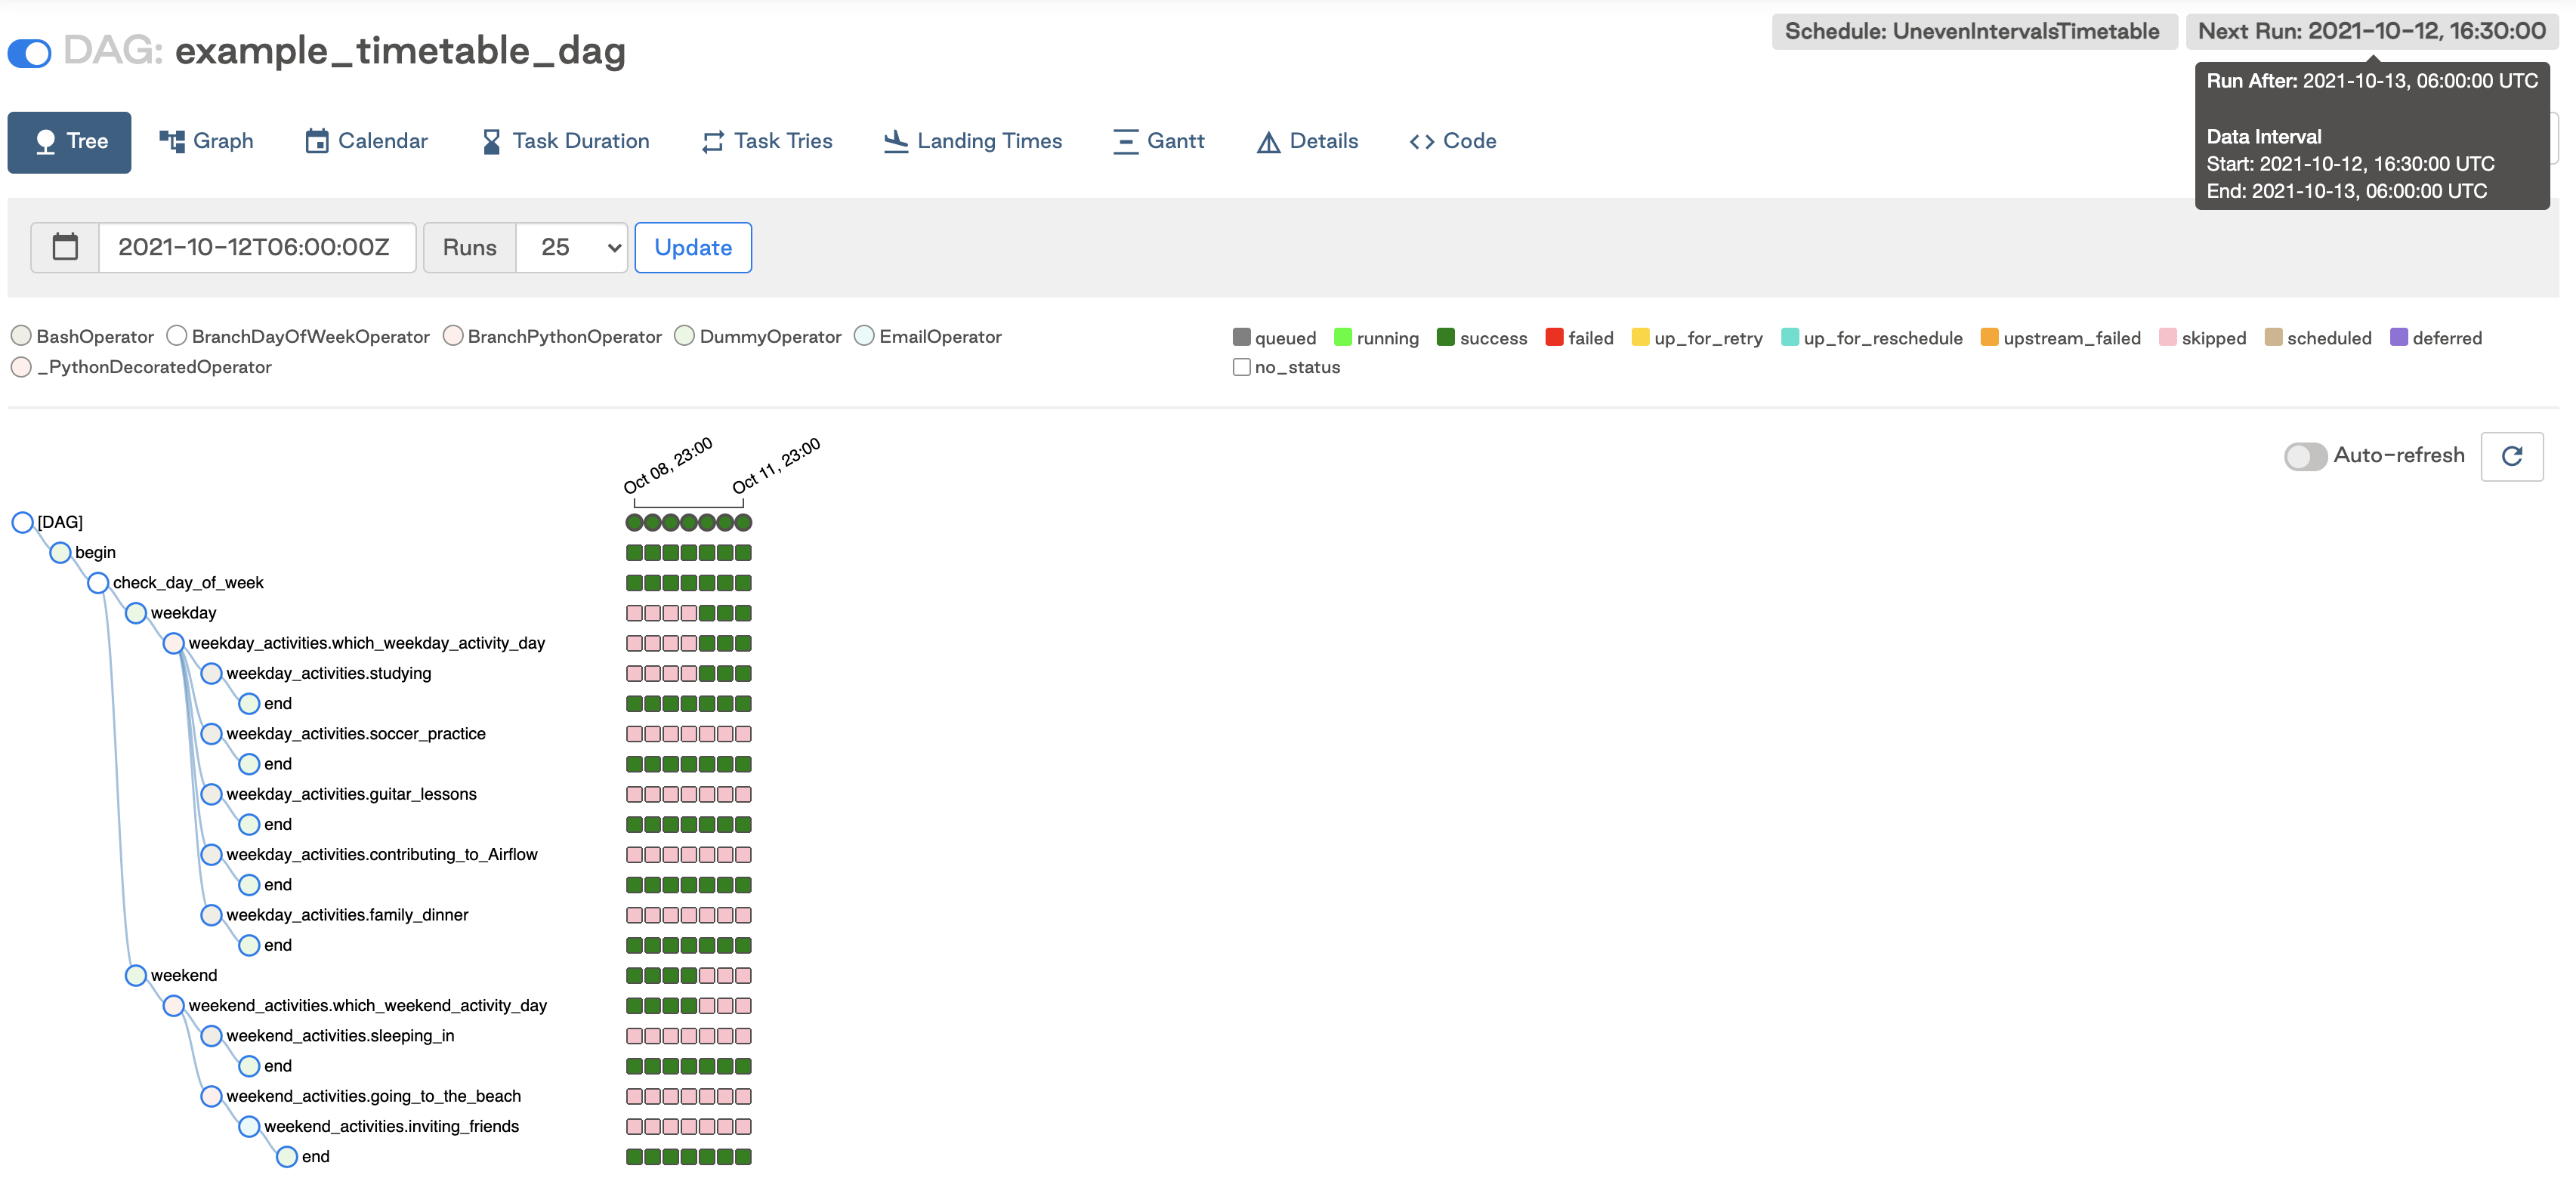 DAG: example_timetable_dag
Schedule: UnevenIntervalsTimetable
Next Run: 2021-10-12, 16:30:00
Run After: 2021-10-13, 06:00:00 UTC
Data Interval
Start: 2021-10-12, 16:30:00 UTC
End: 2021-10-13, 06:00:00 UTC
Tree Graph Calendar Task Duration Task Tries Landing Times Gantt Details Code
2021-10-12T06:00:00Z Runs 25 Update
BashOperator BranchDayOfWeekOperator BranchPythonOperator DummyOperator EmailOperator
_PythonDecoratedOperator
queued running success failed up_for_retry up_for_reschedule upstream_failed skipped scheduled deferred
no_status
Auto-refresh
Oct 08, 23:00
Oct 11, 23:00
[DAG]
begin
check_day_of_week
weekday
weekday_activities.which_weekday_activity_day
weekday_activities.studying
end
weekday_activities.soccer_practice
end
weekday_activities.guitar_lessons
end
weekday_activities.contributing_to_Airflow
end
weekday_activities.family_dinner
end
weekend
weekend_activities.which_weekend_activity_day
weekend_activities.sleeping_in
end
weekend_activities.going_to_the_beach
weekend_activities.inviting_friends
end